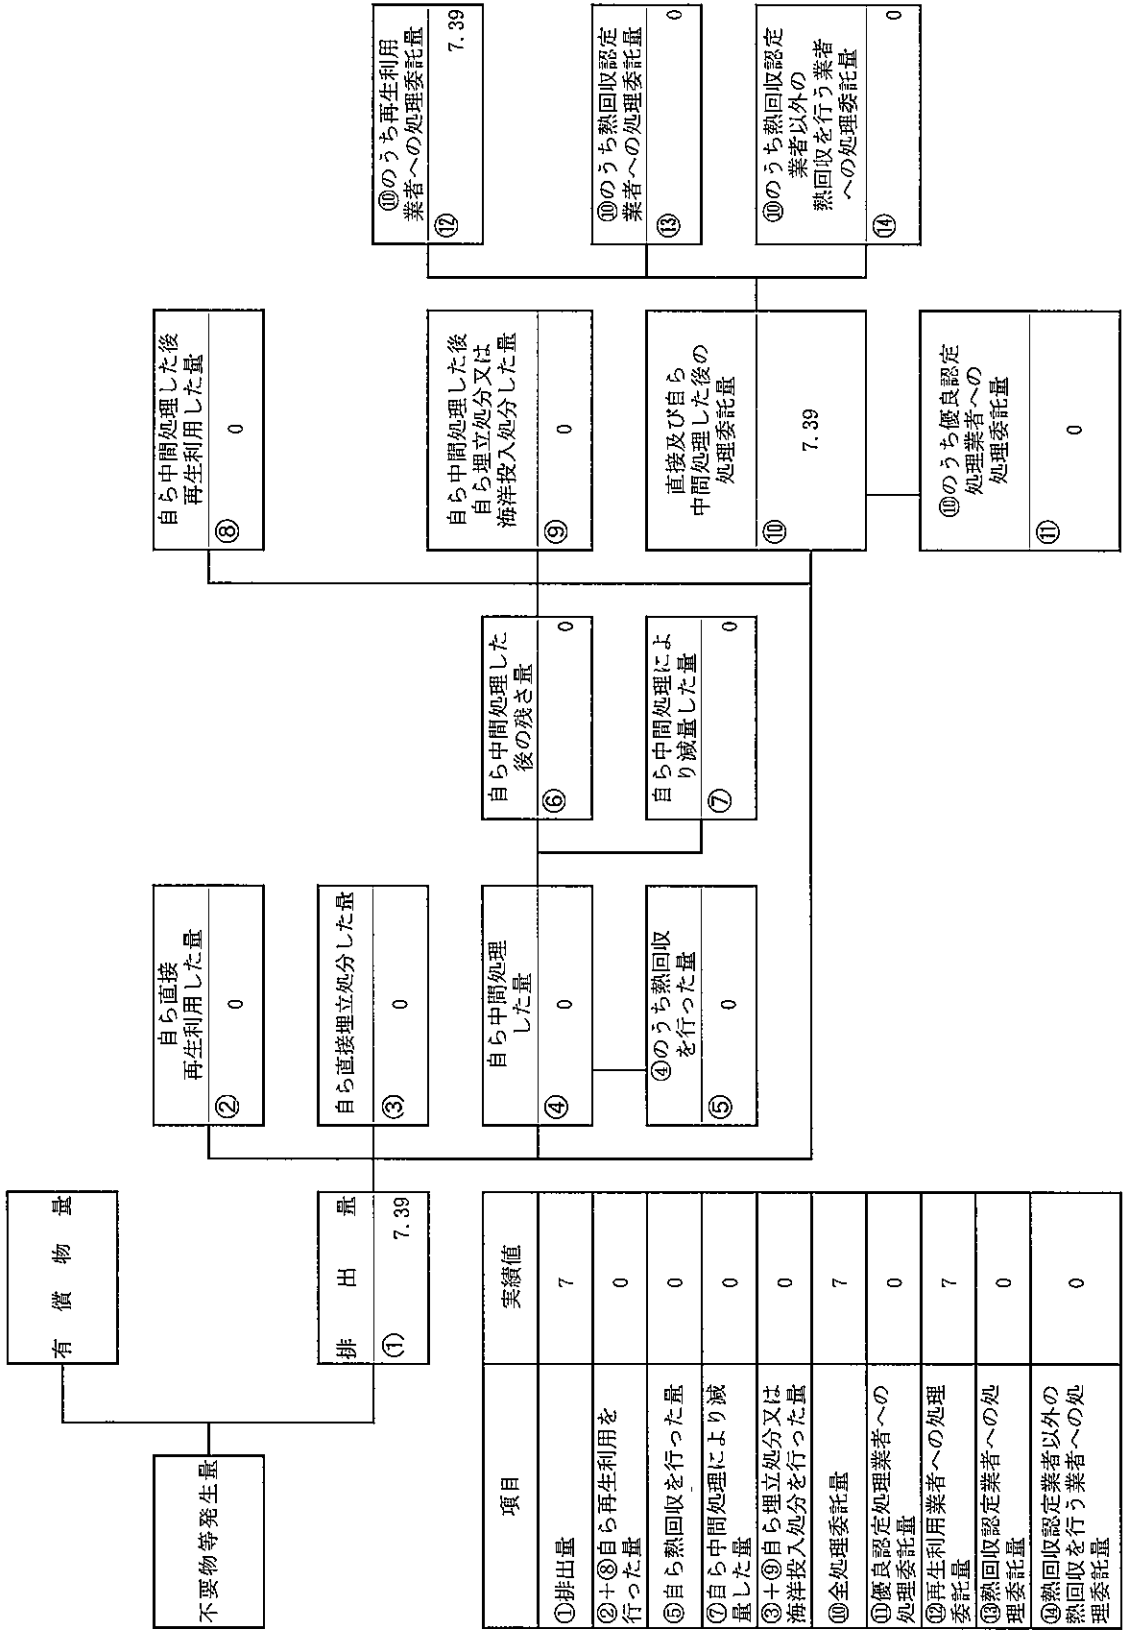 不要物等発生量
有償物量
排出量
① 7.39
自ら直接
再生利用した量
② 0
自ら直接埋立処分した量
③ 0
自ら中間処理
した量
④ 0
④のうち熱回収
を行った量
⑤ 0
自ら中間処理した
後の残さ量
⑥ 0
自ら中間処理によ
り減量した量
⑦ 0
自ら中間処理した後
再生利用した量
⑧ 0
自ら中間処理した後
自ら埋立処分又は
海洋投入処分した量
⑨ 0
直接及び自ら
中間処理した後の
処理委託量
⑩ 7.39
⑩のうち優良認定
処理業者への
処理委託量
⑪ 0
⑩のうち再生利用
業者への処理委託量
⑫ 7.39
⑩のうち熱回収認定
業者への処理委託量
⑬ 0
⑩のうち熱回収認定
業者以外の
熱回収を行う業者
への処理委託量
⑭ 0
項目 実績値
①排出量 7
②+⑧自ら再生利用を
行った量 0
⑤自ら熱回収を行った量 0
⑦自ら中間処理により減
量した量 0
③+⑨自ら埋立処分又は
海洋投入処分を行った量 0
⑩全処理委託量 7
⑪優良認定処理業者への
処理委託量 0
⑫再生利用業者への処理
委託量 7
⑬熱回収認定業者への処
理委託量 0
⑭熱回収認定業者以外の
熱回収を行う業者への処
理委託量 0